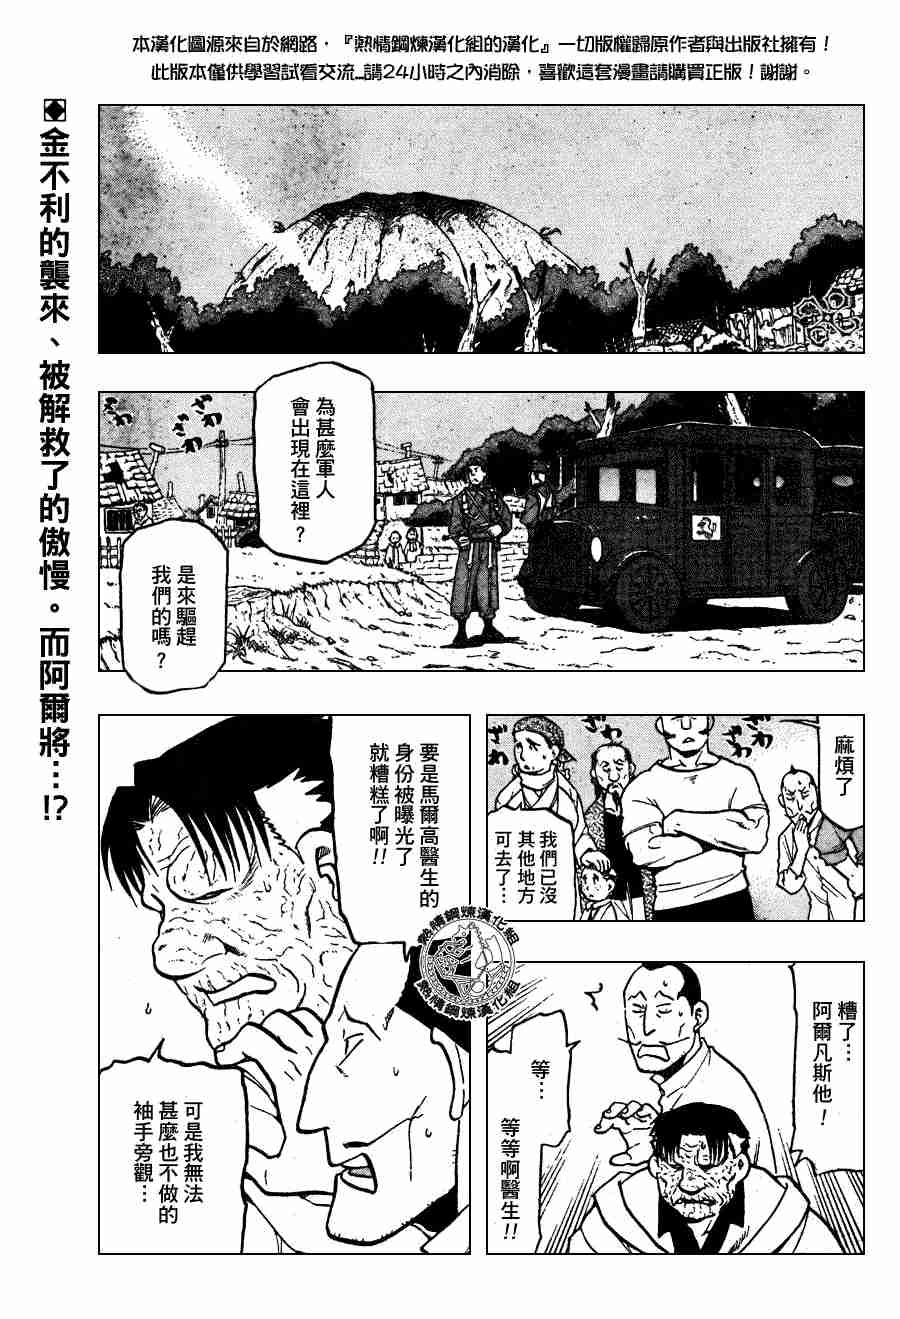 本漢化圖源來自於網路，『熱情鋼煉漢化組的漢化』一切版權歸原作者與出版社擁有！
此版本僅供學習試看交流...請24小時之內消除，喜歡這套漫畫請購買正版！謝謝。
金不利的襲來、被解救了的傲慢。而阿爾將…!?
為甚麼軍人
會出現在這裡？
是來驅趕
我們的嗎？
ざわ
ざわ
麻煩了
我們已沒
其他地方
可去了…
ざわ
ざわ
要是馬爾高醫生的
身份被曝光了
就糟糕了啊!!
可是我無法
甚麼也不做的
袖手旁觀…
糟了…
阿爾凡斯他！
等…
等等啊醫生!!
熱情鋼煉漢化組
熱情鋼煉漢化組